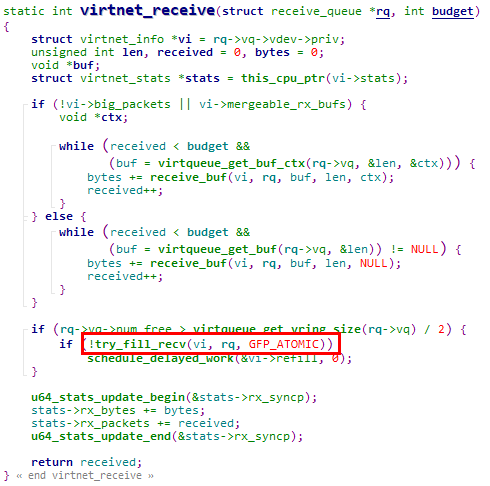 static int virtnet_receive(struct receive_queue *rq, int budget)
{
    struct virtnet_info *vi = rq->vq->vdev->priv;
    unsigned int len, received = 0, bytes = 0;
    void *buf;
    struct virtnet_stats *stats = this_cpu_ptr(vi->stats);

    if (!vi->big_packets || vi->mergeable_rx_bufs) {
        void *ctx;

        while (received < budget &&
               (buf = virtqueue_get_buf_ctx(rq->vq, &len, &ctx))) {
            bytes += receive_buf(vi, rq, buf, len, ctx);
            received++;
        }
    } else {
        while (received < budget &&
               (buf = virtqueue_get_buf(rq->vq, &len)) != NULL) {
            bytes += receive_buf(vi, rq, buf, len, NULL);
            received++;
        }
    }

    if (rq->vq->num_free > virtqueue_get_vring_size(rq->vq) / 2) {
        if (!try_fill_recv(vi, rq, GFP_ATOMIC))
            schedule_delayed_work(&vi->refill, 0);
    }

    u64_stats_update_begin(&stats->rx_syncp);
    stats->rx_bytes += bytes;
    stats->rx_packets += received;
    u64_stats_update_end(&stats->rx_syncp);

    return received;
} « end virtnet_receive »